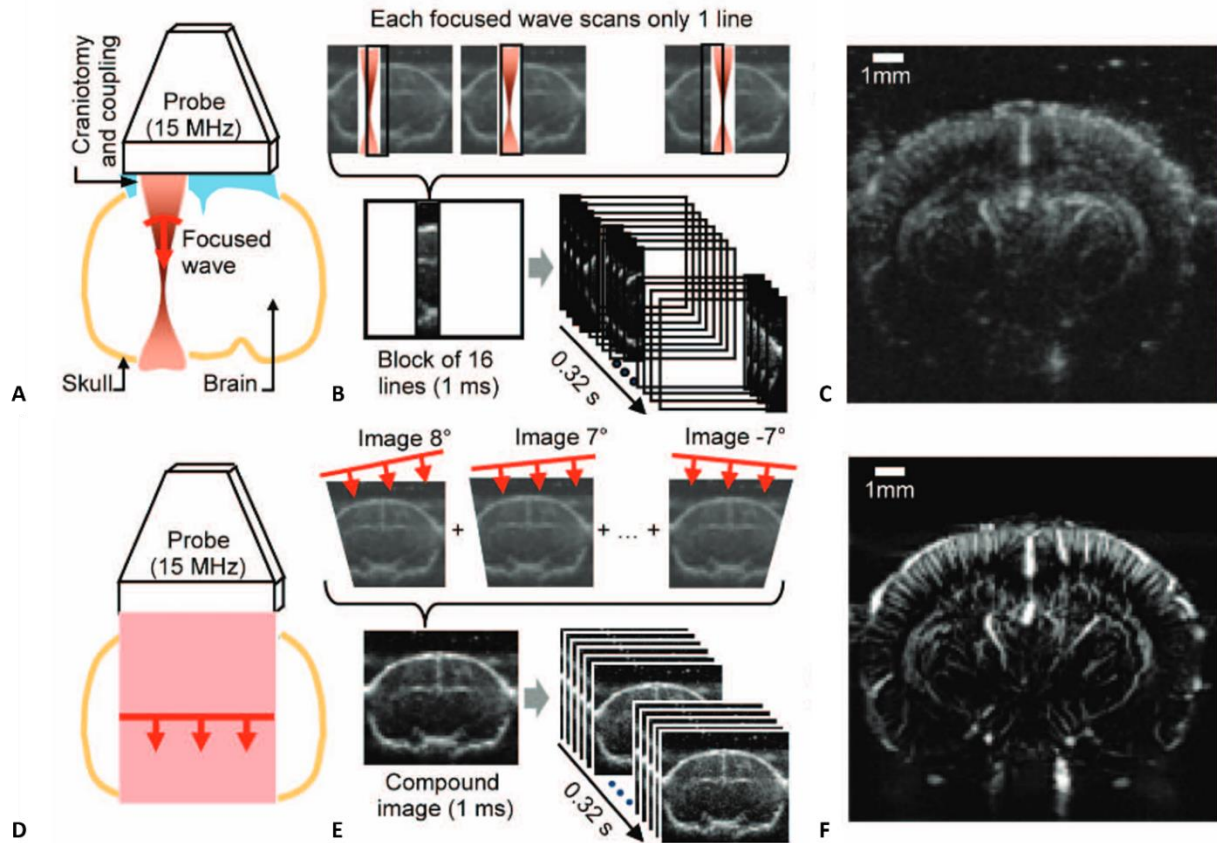 Craniotomy
and coupling
Probe
(15 MHz)
Focused
wave
Skull
Brain
A
Each focused wave scans only 1 line
Block of 16
lines (1 ms)
0.32 s
B
1mm
C
Probe
(15 MHz)
D
Image 8°
Image 7°
Image -7°
+
+ ... +
Compound
image (1 ms)
0.32 s
E
1mm
F